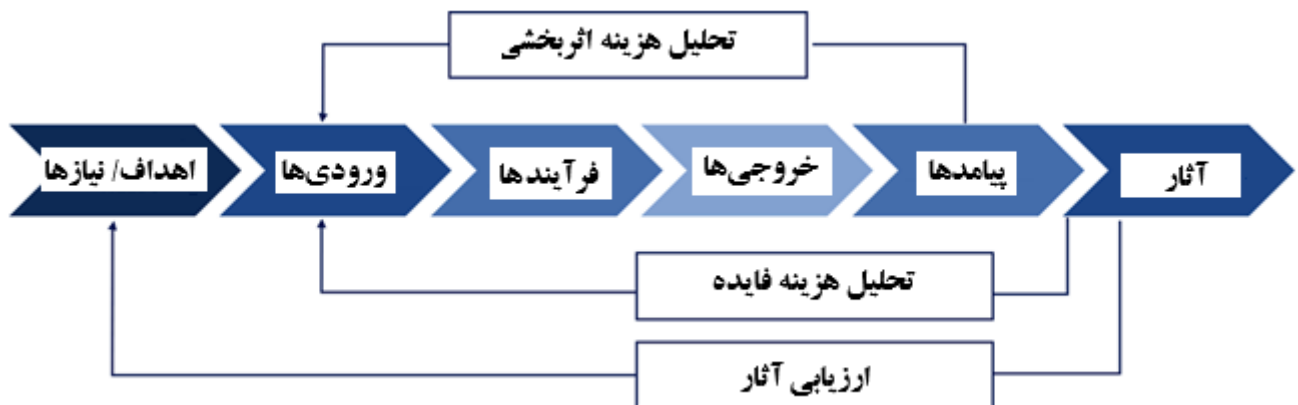 تحلیل هزینه اثربخشی
اهداف/ نیازها
ورودی‌ها
فرآیندها
خروجی‌ها
پیامدها
آثار
تحلیل هزینه فایده
ارزیابی آثار